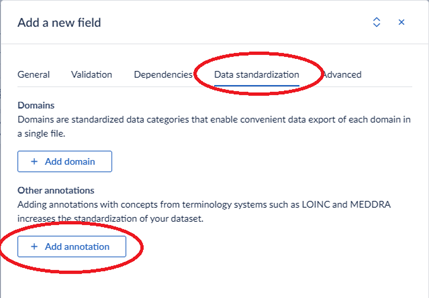 Add a new field
General Validation Dependencies Data standardization Advanced
Domains
Domains are standardized data categories that enable convenient data export of each domain in
a single file.
+ Add domain
Other annotations
Adding annotations with concepts from terminology systems such as LOINC and MEDDRA
increases the standardization of your dataset.
+ Add annotation